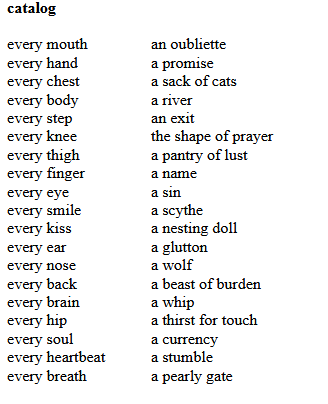 catalog
every mouth an oubliette
every hand a promise
every chest a sack of cats
every body a river
every step an exit
every knee the shape of prayer
every thigh a pantry of lust
every finger a name
every eye a sin
every smile a scythe
every kiss a nesting doll
every ear a glutton
every nose a wolf
every back a beast of burden
every brain a whip
every hip a thirst for touch
every soul a currency
every heartbeat a stumble
every breath a pearly gate